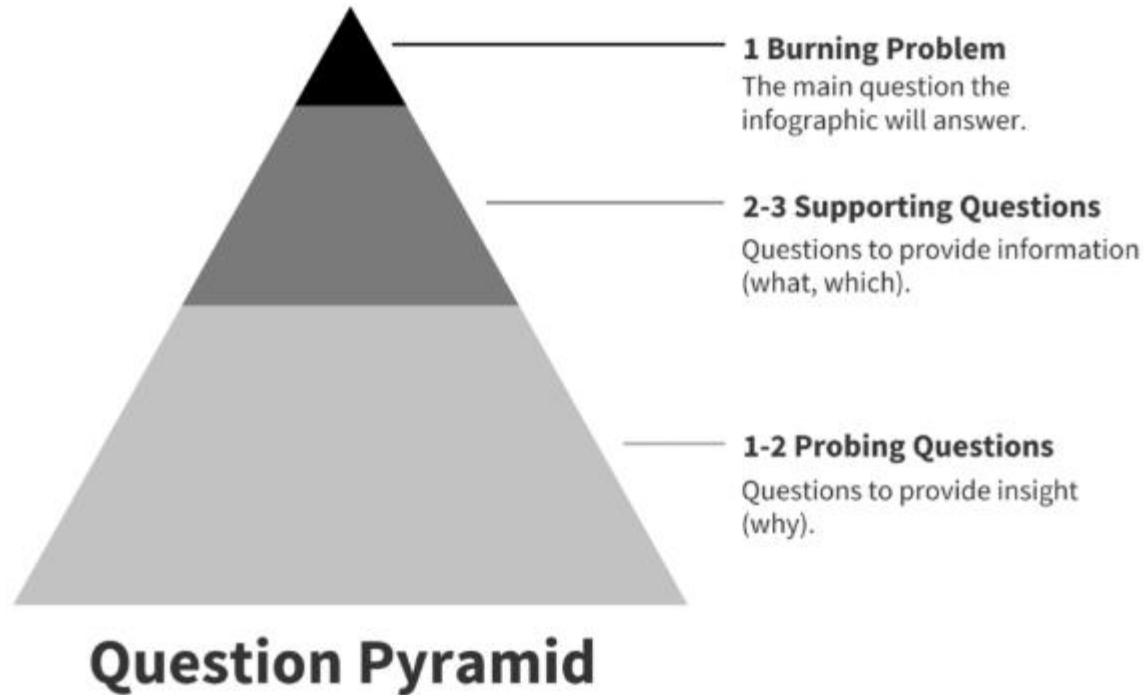 1 Burning Problem
The main question the
infographic will answer.
2-3 Supporting Questions
Questions to provide information
(what, which).
1-2 Probing Questions
Questions to provide insight
(why).
Question Pyramid